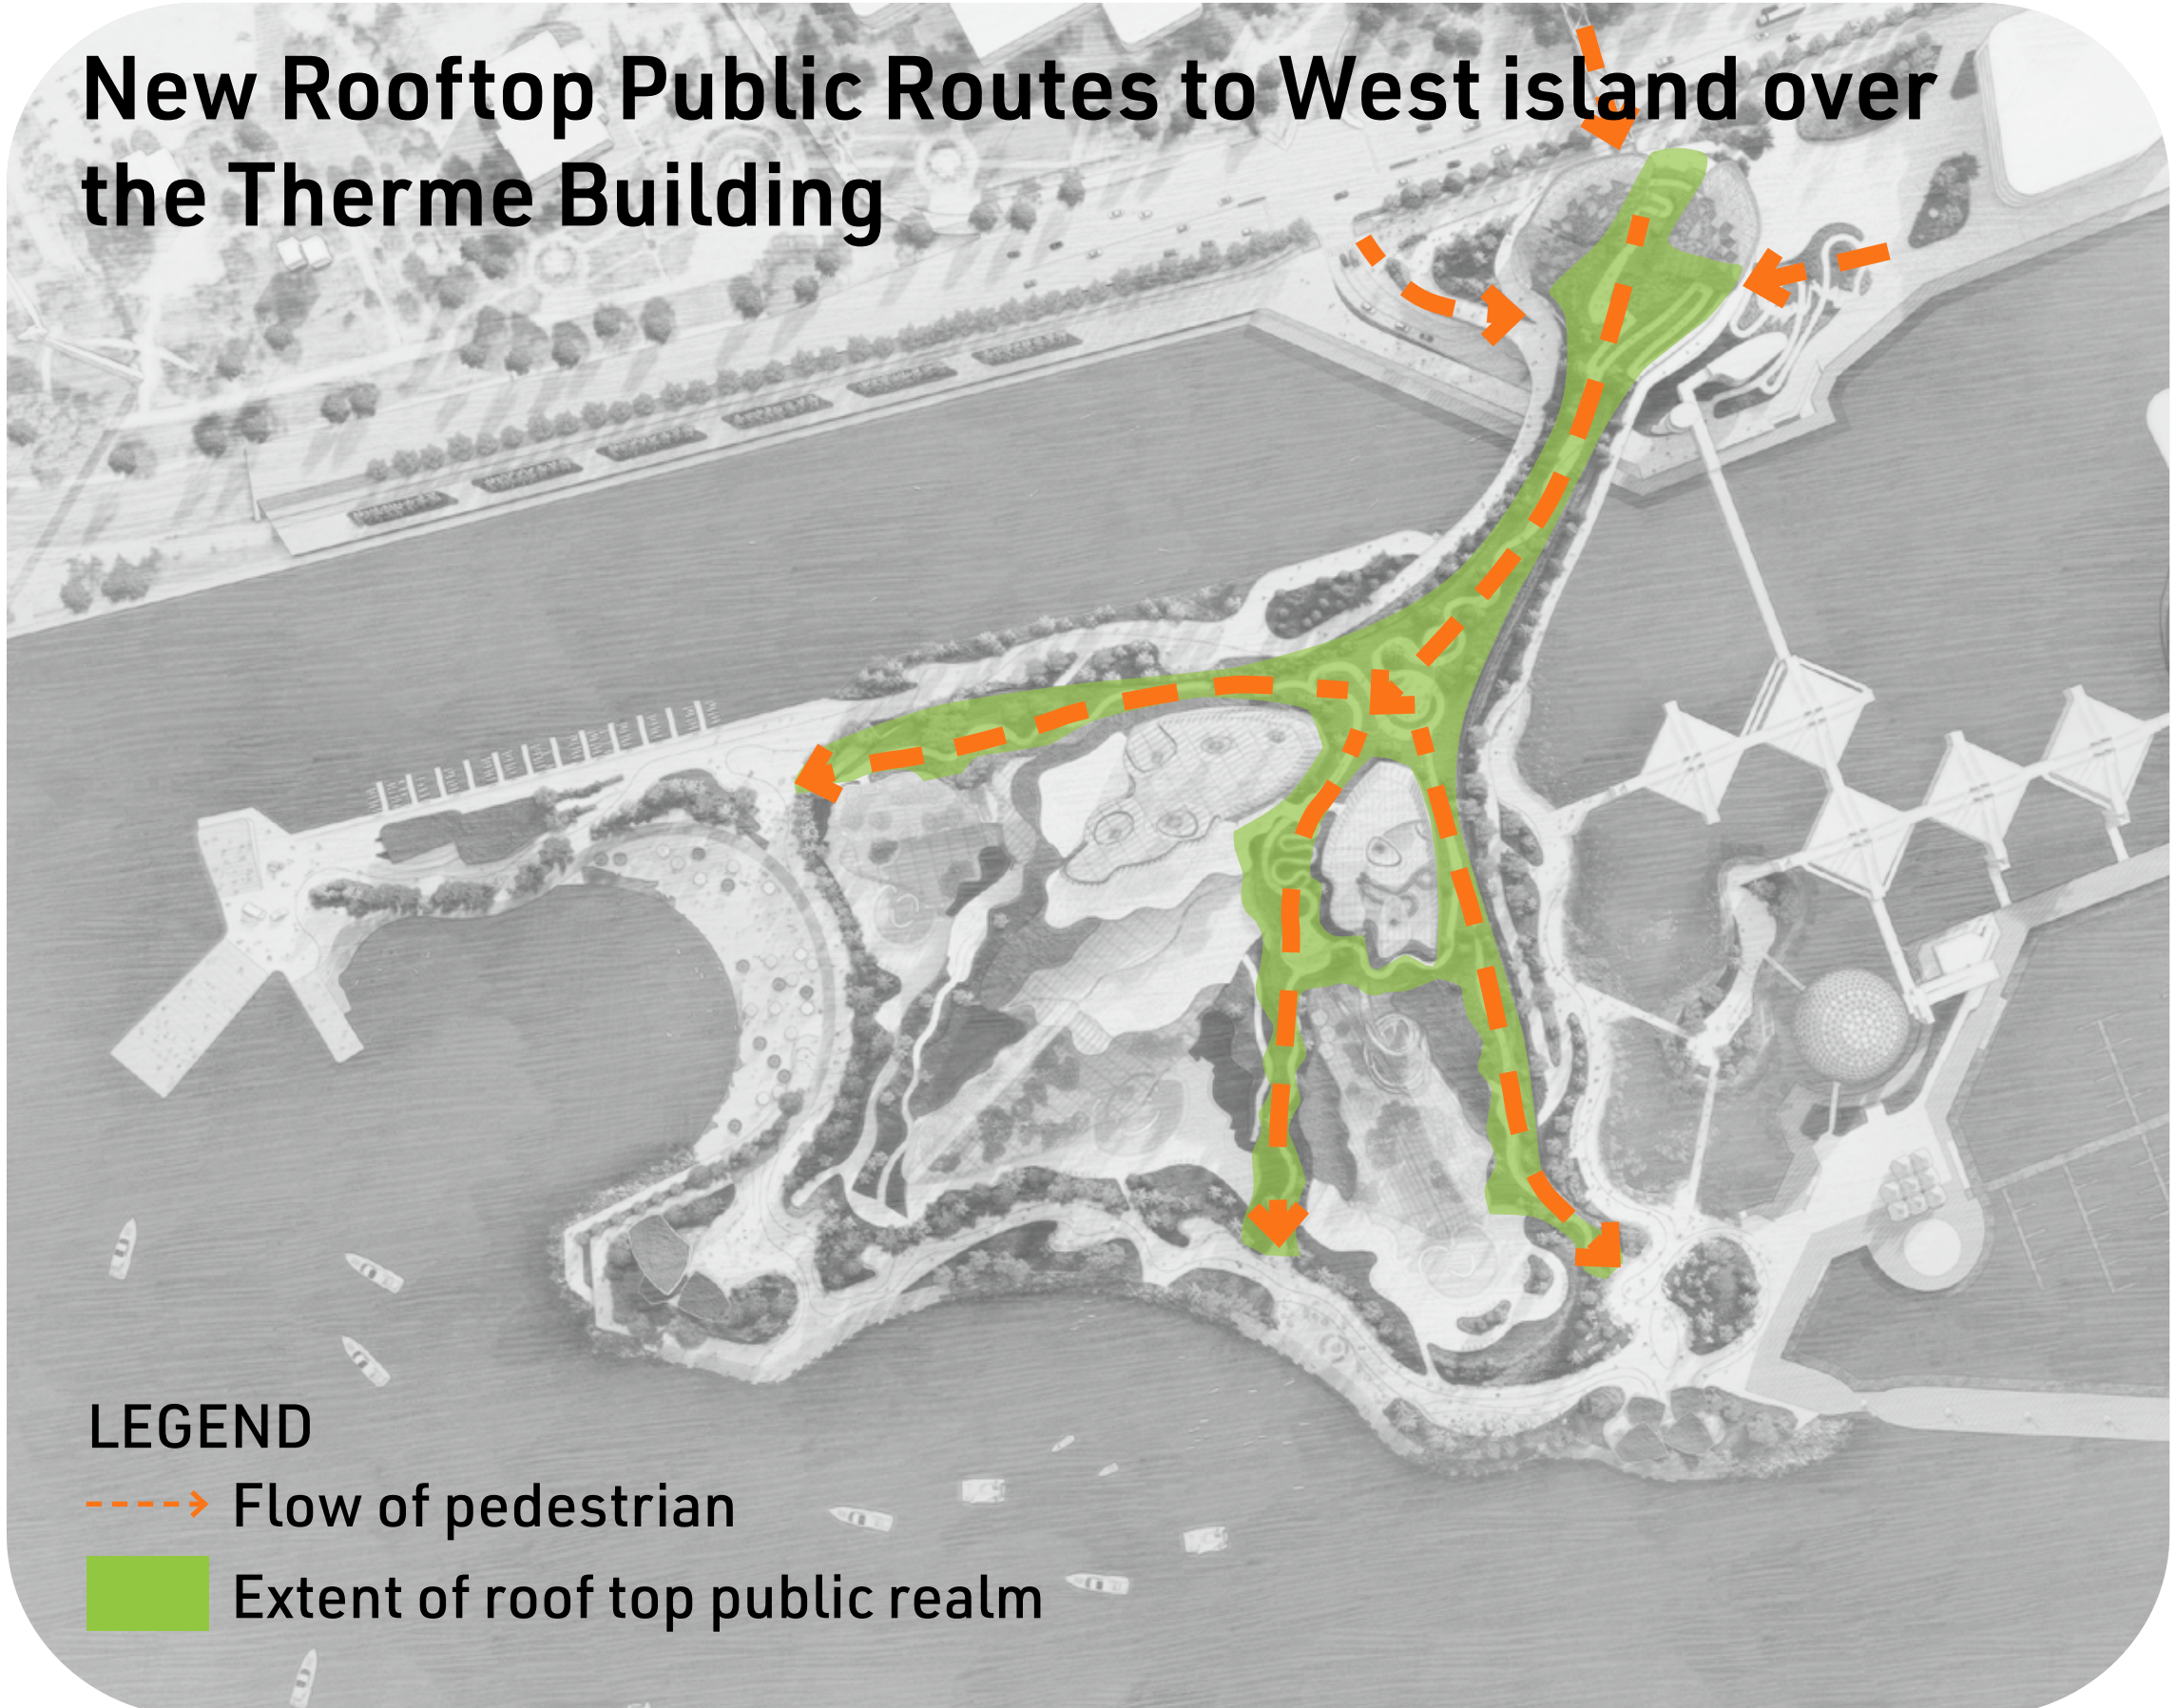 New Rooftop Public Routes to West island over
the Therme Building
LEGEND
Flow of pedestrian
Extent of roof top public realm